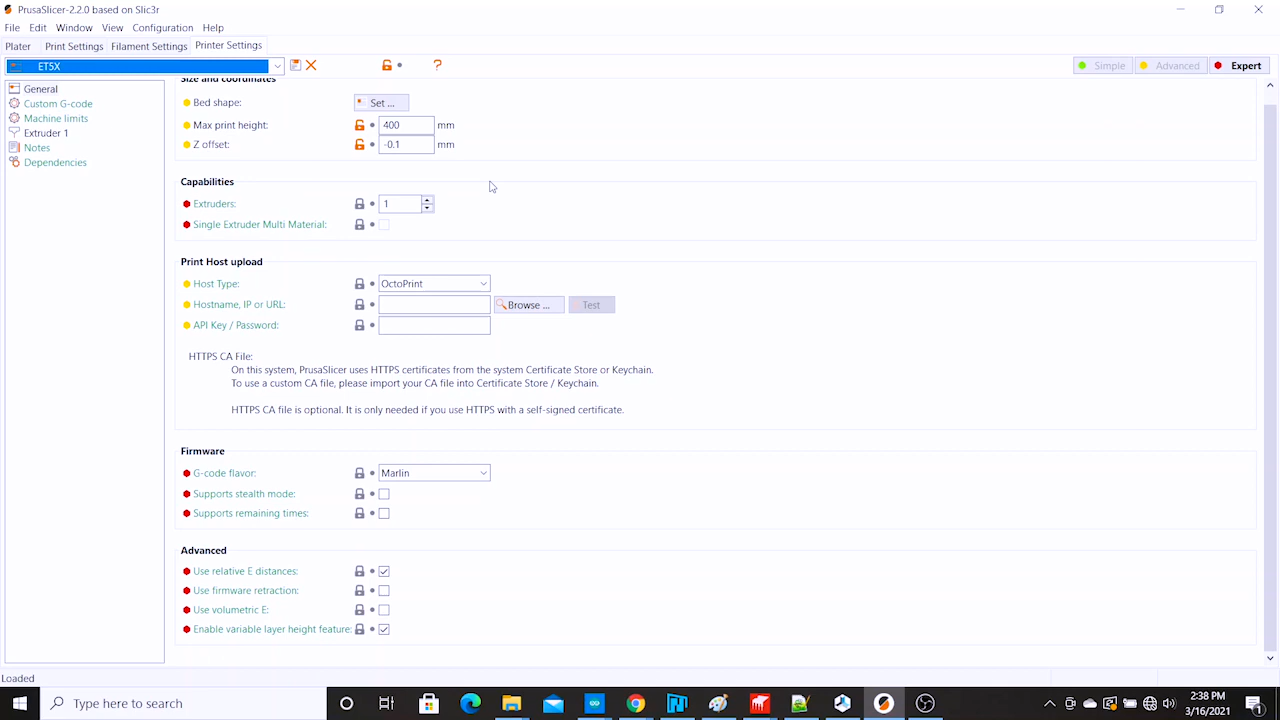 PrusaSlicer-2.2.0 based on Slic3r
File Edit Window View Configuration Help
Plater Print Settings Filament Settings Printer Settings
ET5X ? Simple Advanced Expert
General
Custom G-code
Machine limits
Extruder 1
Notes
Dependencies
Size and coordinates
Bed shape: Set ...
Max print height: 400 mm
Z offset: -0.1 mm
Capabilities
Extruders: 1
Single Extruder Multi Material:
Print Host upload
Host Type: OctoPrint
Hostname, IP or URL: Browse ... Test
API Key / Password:
HTTPS CA File:
On this system, PrusaSlicer uses HTTPS certificates from the system Certificate Store or Keychain.
To use a custom CA file, please import your CA file into Certificate Store / Keychain.
HTTPS CA file is optional. It is only needed if you use HTTPS with a self-signed certificate.
Firmware
G-code flavor: Marlin
Supports stealth mode:
Supports remaining times:
Advanced
Use relative E distances:
Use firmware retraction:
Use volumetric E:
Enable variable layer height feature:
Loaded
Type here to search
2:38 PM
3/16/2021